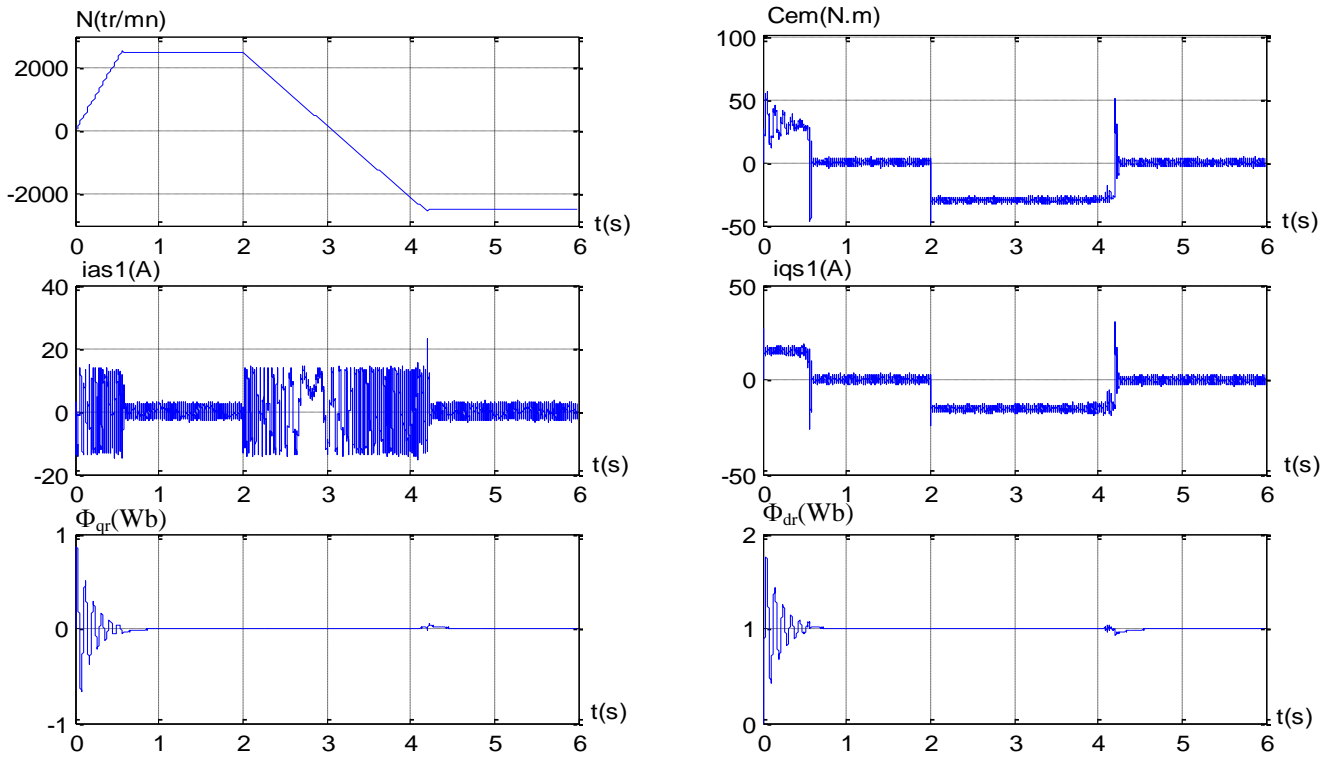 N(tr/mn)
2000
0
-2000
0 1 2 3 4 5 6
t(s)
Cem(N.m)
100
50
0
-50
0 1 2 3 4 5 6
t(s)
ias1(A)
40
20
0
-20
0 1 2 3 4 5 6
t(s)
iqs1(A)
50
0
-50
0 1 2 3 4 5 6
t(s)
Φqr(Wb)
1
0
-1
0 1 2 3 4 5 6
t(s)
Φdr(Wb)
2
1
0
0 1 2 3 4 5 6
t(s)